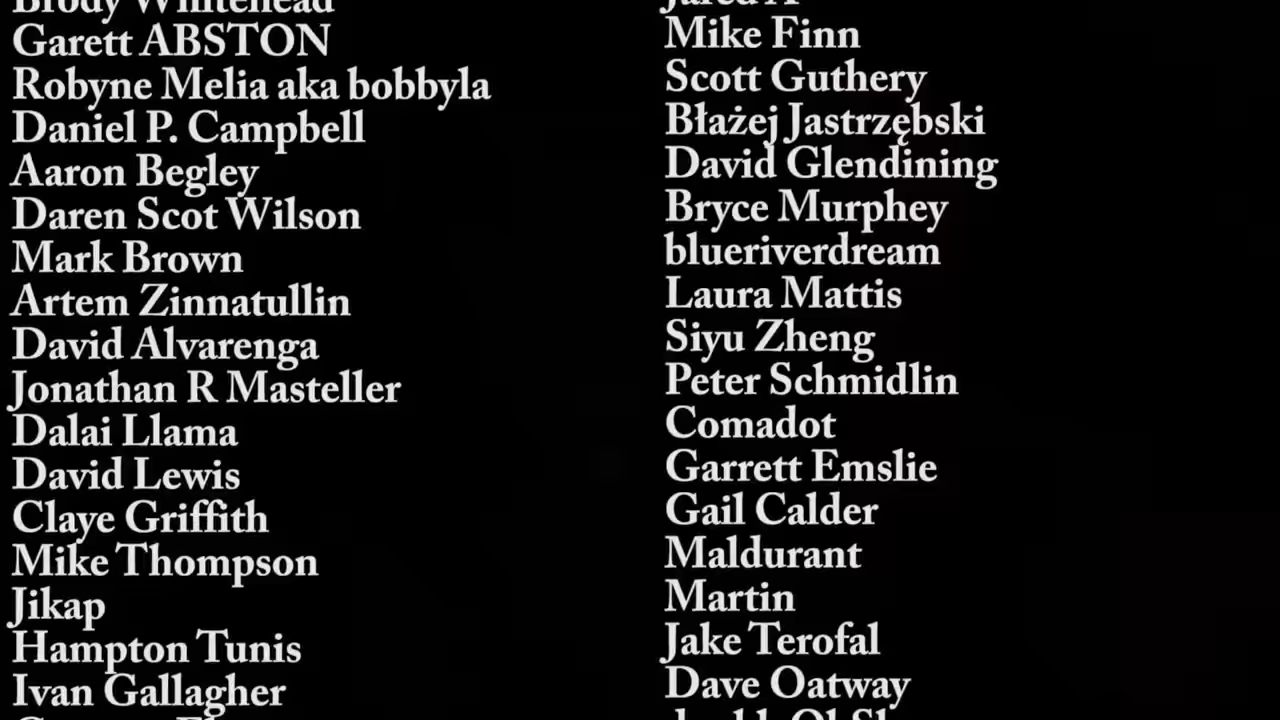 Brody Whitehead
Garett ABSTON
Robyne Melia aka bobbyla
Daniel P. Campbell
Aaron Begley
Daren Scot Wilson
Mark Brown
Artem Zinnatullin
David Alvarenga
Jonathan R Masteller
Dalai Llama
David Lewis
Claye Griffith
Mike Thompson
Jikap
Hampton Tunis
Ivan Gallagher
Jared A
Mike Finn
Scott Guthery
Błażej Jastrzębski
David Glendining
Bryce Murphey
blueriverdream
Laura Mattis
Siyu Zheng
Peter Schmidlin
Comadot
Garrett Emslie
Gail Calder
Maldurant
Martin
Jake Terofal
Dave Oatway